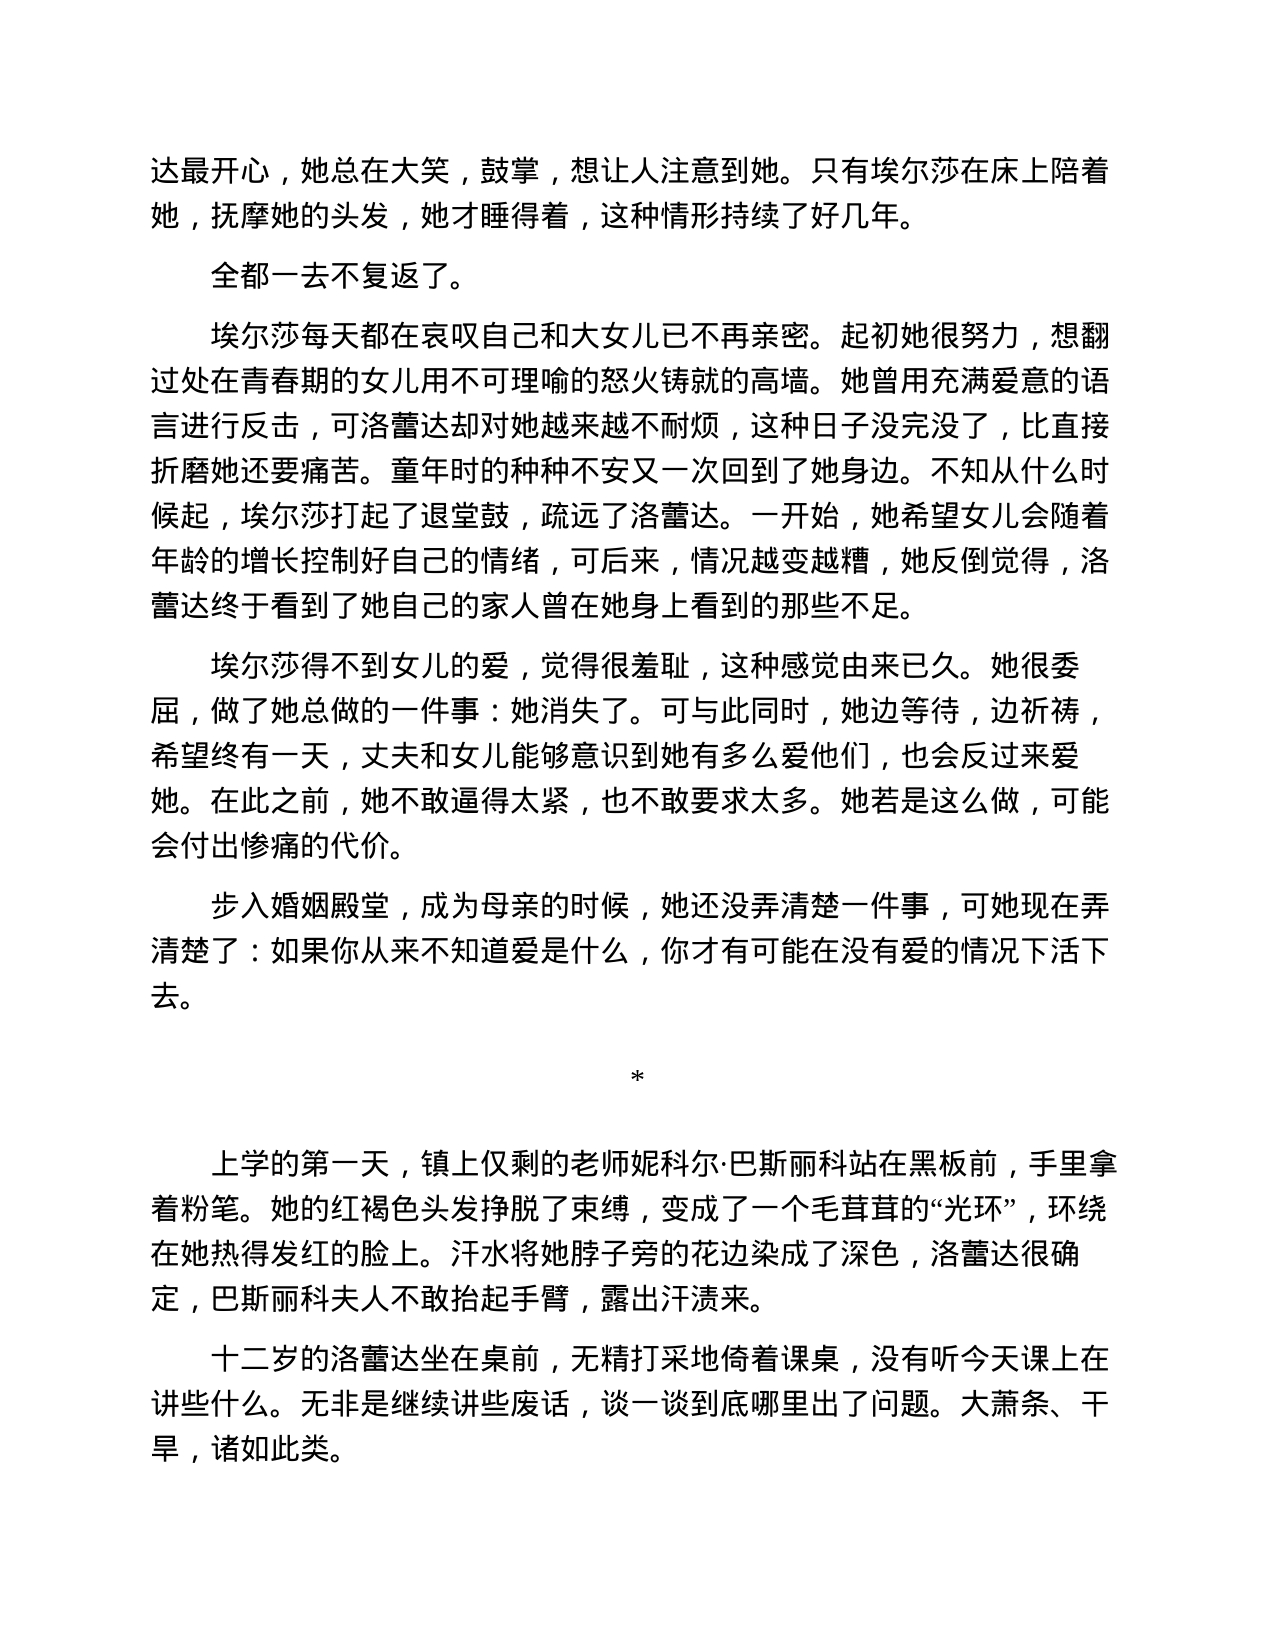 达最开心，她总在大笑，鼓掌，想让人注意到她。只有埃尔莎在床上陪着
她，抚摩她的头发，她才睡得着，这种情形持续了好几年。
全都一去不复返了。
埃尔莎每天都在哀叹自己和大女儿已不再亲密。起初她很努力，想翻
过处在青春期的女儿用不可理喻的怒火铸就的高墙。她曾用充满爱意的语
言进行反击，可洛蕾达却对她越来越不耐烦，这种日子没完没了，比直接
折磨她还要痛苦。童年时的种种不安又一次回到了她身边。不知从什么时
候起，埃尔莎打起了退堂鼓，疏远了洛蕾达。一开始，她希望女儿会随着
年龄的增长控制好自己的情绪，可后来，情况越变越糟，她反倒觉得，洛
蕾达终于看到了她自己的家人曾在她身上看到的那些不足。
埃尔莎得不到女儿的爱，觉得很羞耻，这种感觉由来已久。她很委
屈，做了她总做的一件事：她消失了。可与此同时，她边等待，边祈祷，
希望终有一天，丈夫和女儿能够意识到她有多么爱他们，也会反过来爱
她。在此之前，她不敢逼得太紧，也不敢要求太多。她若是这么做，可能
会付出惨痛的代价。
步入婚姻殿堂，成为母亲的时候，她还没弄清楚一件事，可她现在弄
清楚了：如果你从来不知道爱是什么，你才有可能在没有爱的情况下活下
去。
*
上学的第一天，镇上仅剩的老师妮科尔·巴斯丽科站在黑板前，手里拿
着粉笔。她的红褐色头发挣脱了束缚，变成了一个毛茸茸的“光环”，环绕
在她热得发红的脸上。汗水将她脖子旁的花边染成了深色，洛蕾达很确
定，巴斯丽科夫人不敢抬起手臂，露出汗渍来。
十二岁的洛蕾达坐在桌前，无精打采地倚着课桌，没有听今天课上在
讲些什么。无非是继续讲些废话，谈一谈到底哪里出了问题。大萧条、干
旱，诸如此类。